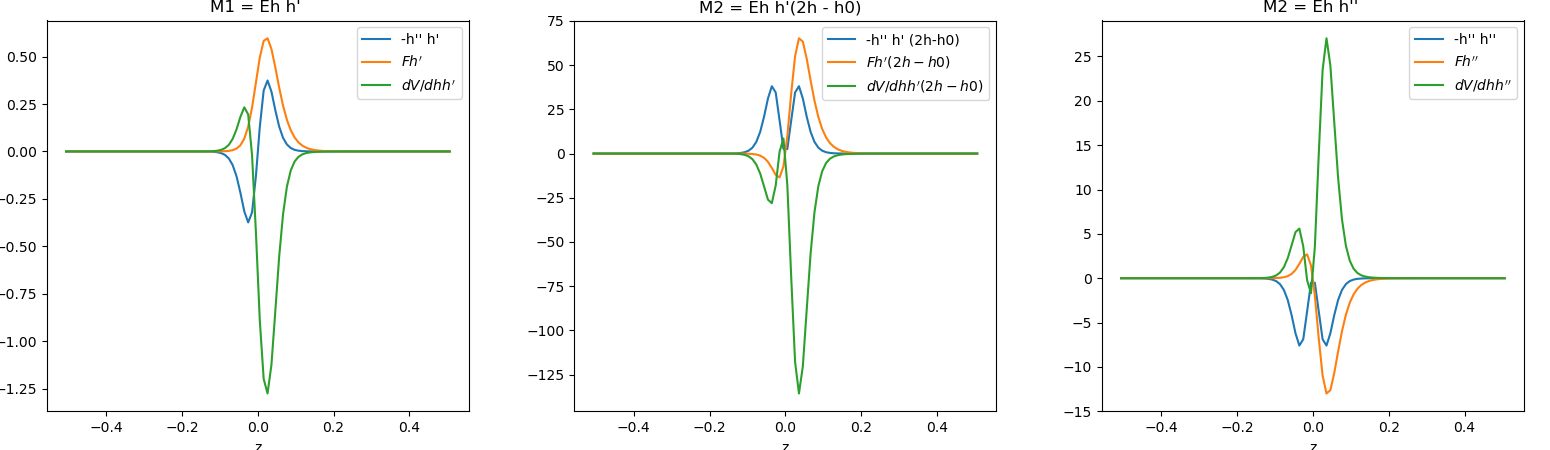 M1 = Eh h'
-h'' h'
Fh′
dV/dhh′
0.50
0.25
0.00
−0.25
−0.50
−0.75
−1.00
−1.25
−0.4
−0.2
0.0
0.2
0.4
z
M2 = Eh h'(2h - h0)
-h'' h' (2h-h0)
Fh′(2h − h0)
dV/dhh′(2h − h0)
75
50
25
0
−25
−50
−75
−100
−125
−0.4
−0.2
0.0
0.2
0.4
z
M2 = Eh h''
-h'' h''
Fh′′
dV/dhh′′
25
20
15
10
5
0
−5
−10
−15
−0.4
−0.2
0.0
0.2
0.4
z